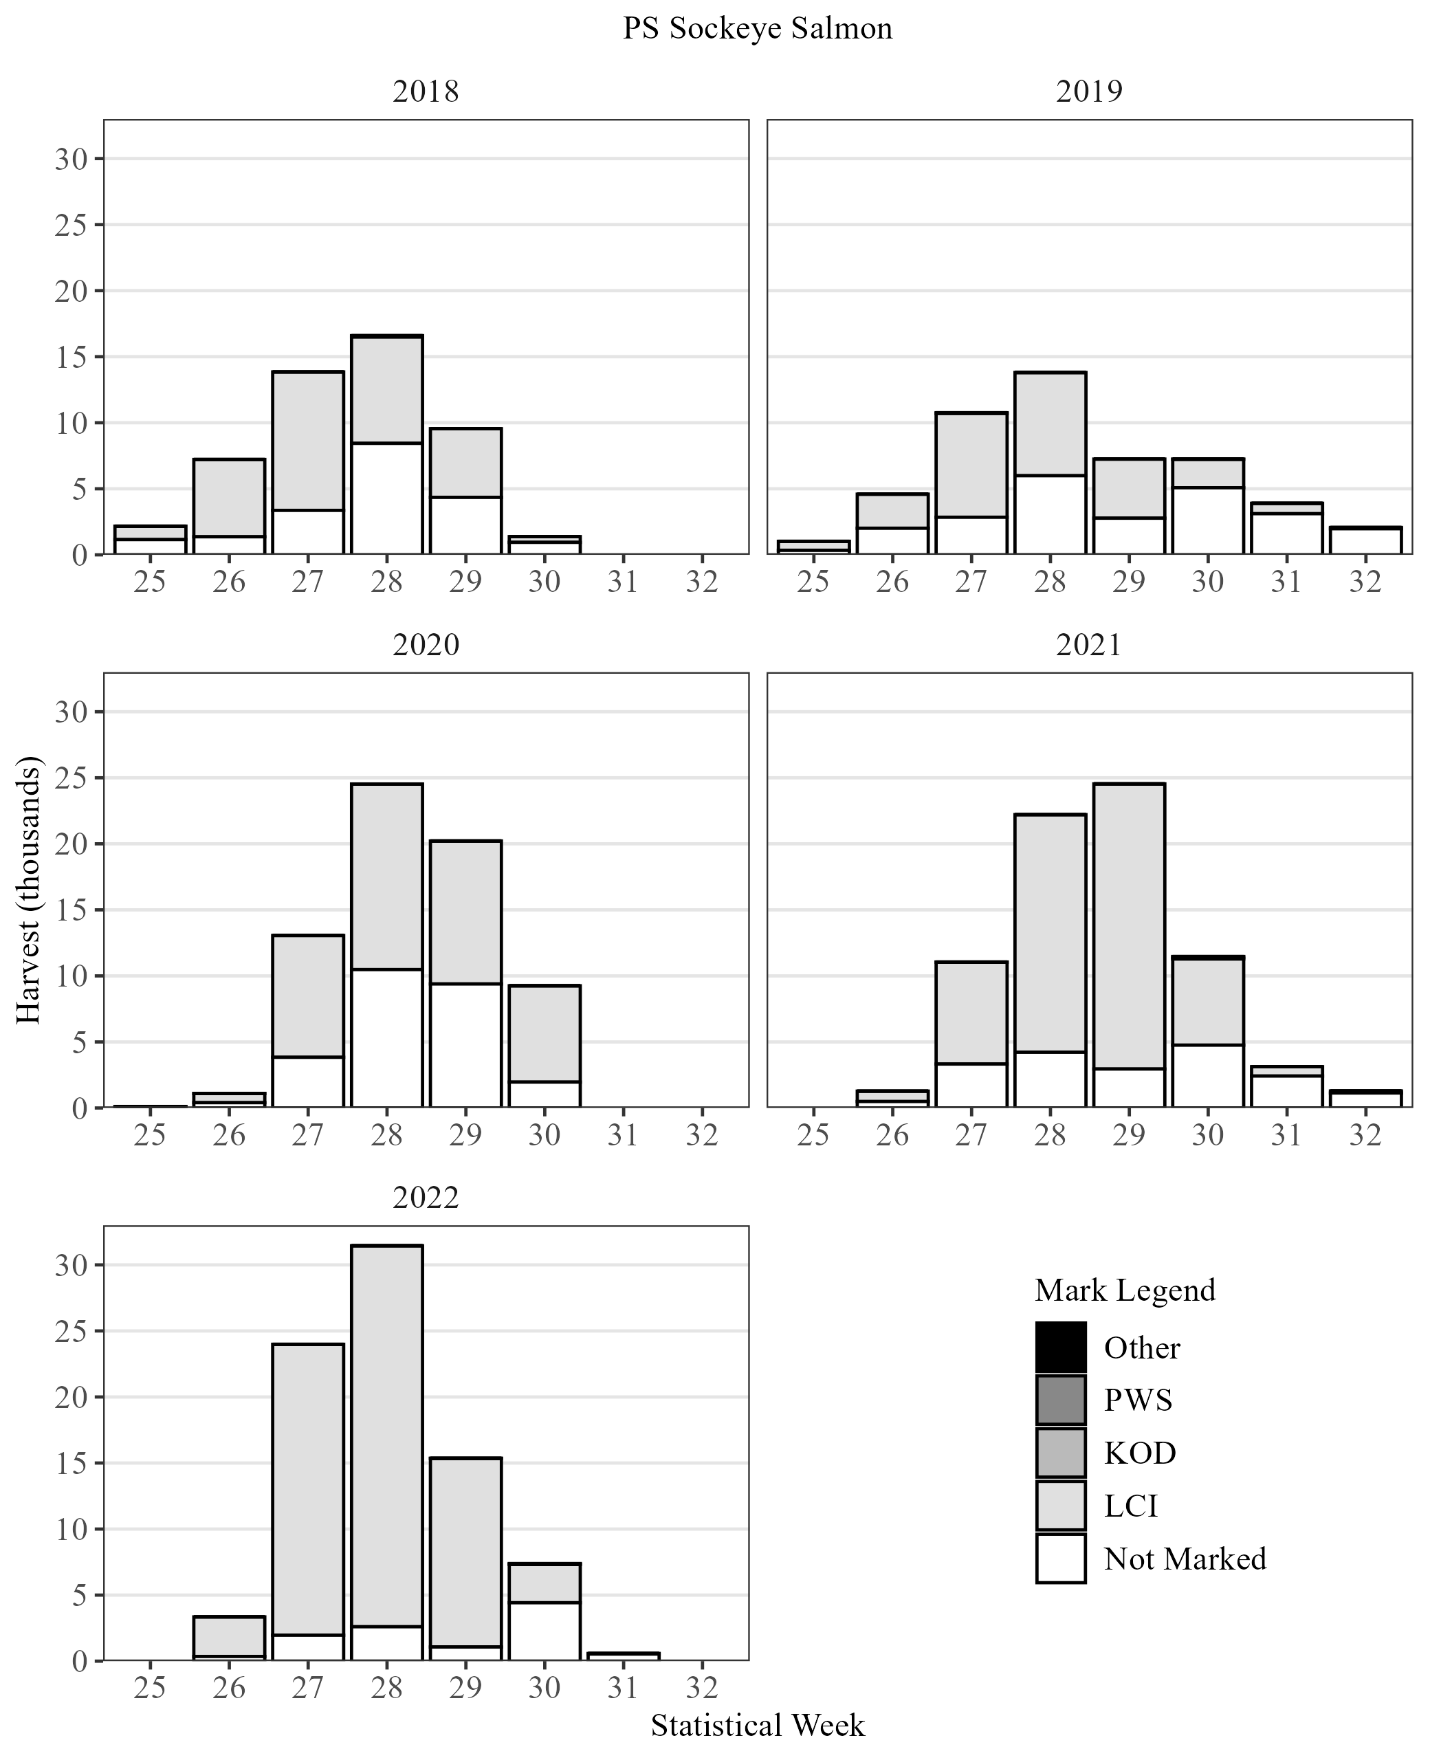 PS Sockeye Salmon
2018
2019
30
25
20
15
10
5
0
25 26 27 28 29 30 31 32
25 26 27 28 29 30 31 32
2020
2021
Harvest (thousands)
30
25
20
15
10
5
0
25 26 27 28 29 30 31 32
25 26 27 28 29 30 31 32
2022
30
25
20
15
10
5
0
25 26 27 28 29 30 31 32
Mark Legend
Other
PWS
KOD
LCI
Not Marked
Statistical Week